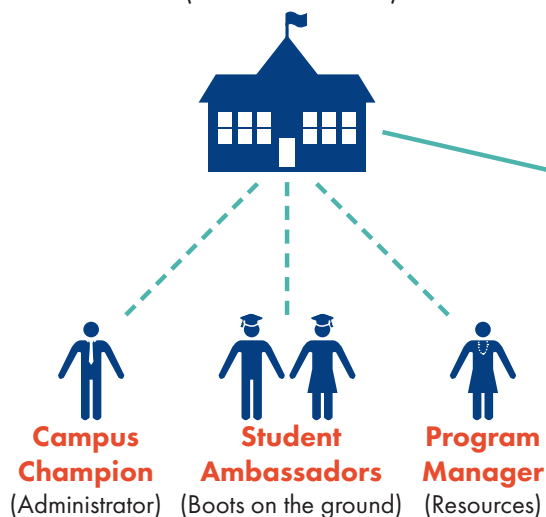 Campus
Champion
(Administrator)
Student
Ambassadors
(Boots on the ground)
Program
Manager
(Resources)